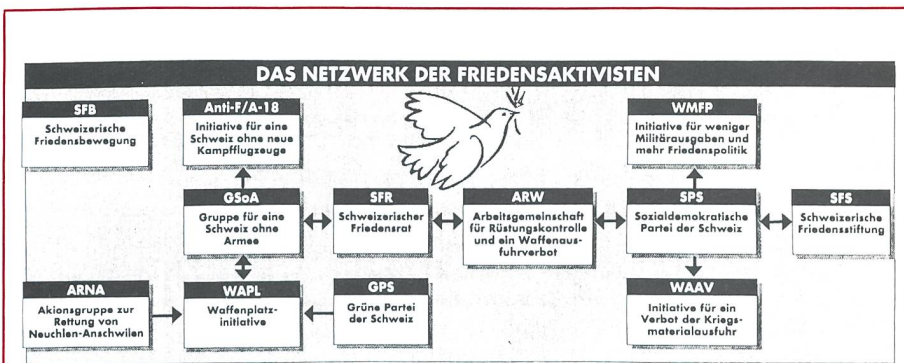 DAS NETZWERK DER FRIEDENSAKTIVISTEN
SFB
Schweizerische
Friedensbewegung
Anti-F/A-18
Initiative für eine
Schweiz ohne neue
Kampfflugzeuge
WMFP
Initiative für weniger
Militärausgaben und
mehr Friedenspolitik
GSoA
Gruppe für eine
Schweiz ohne
Armee
SFR
Schweizerischer
Friedensrat
ARW
Arbeitsgemeinschaft
für Rüstungskontrolle
und ein Waffenaus-
fuhrverbot
SPS
Sozialdemokratische
Partei der Schweiz
SFS
Schweizerische
Friedensstiftung
ARNA
Akionsgruppe zur
Rettung von
Neuchlen-Anschwilen
WAPL
Waffenplatz-
initiative
GPS
Grüne Partei
der Schweiz
WAAV
Initiative für ein
Verbot der Kriegs-
materialausfuhr